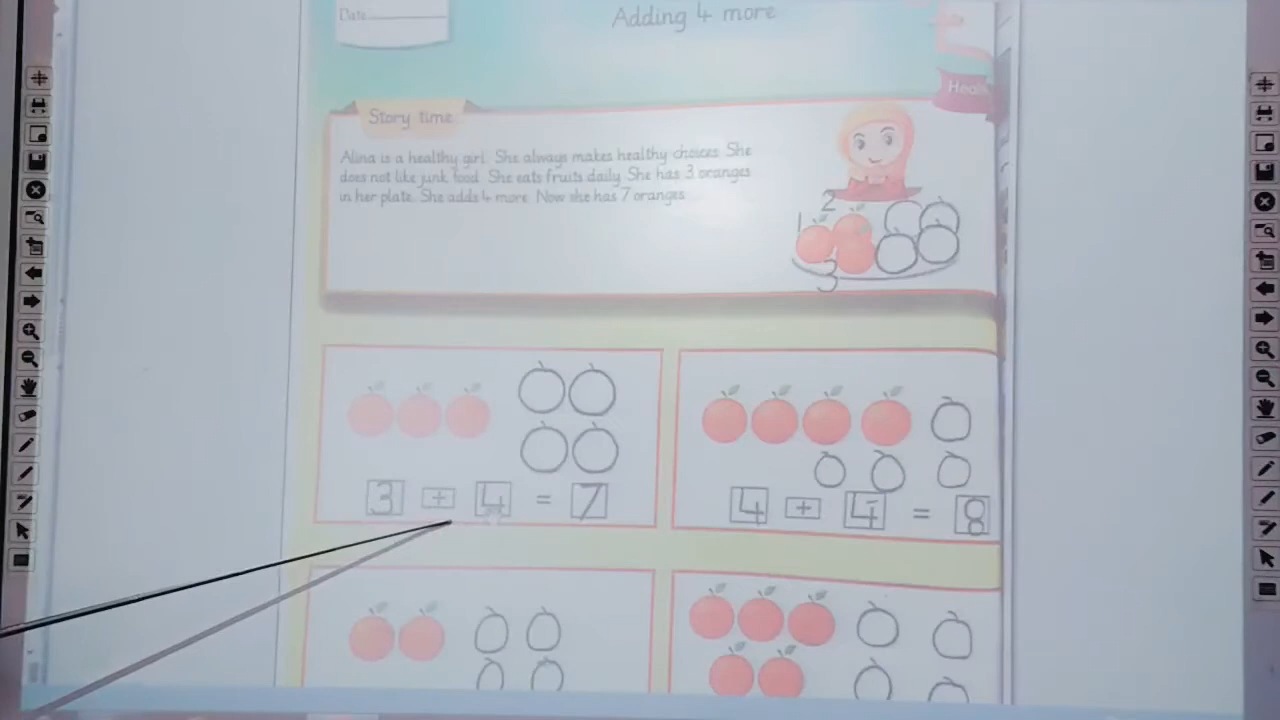 Date
Adding 4 more
Story time
Alina is a healthy girl. She always makes healthy choices. She
does not like junk food. She eats fruits daily. She has 3 oranges
in her plate. She adds 4 more. Now she has 7 oranges.
2
1
3
3 + 4 = 7
4 + 4 = 8